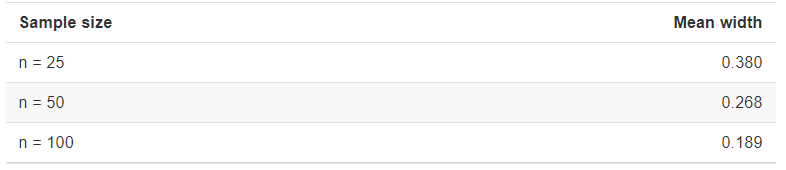 Sample size Mean width
n = 25 0.380
n = 50 0.268
n = 100 0.189